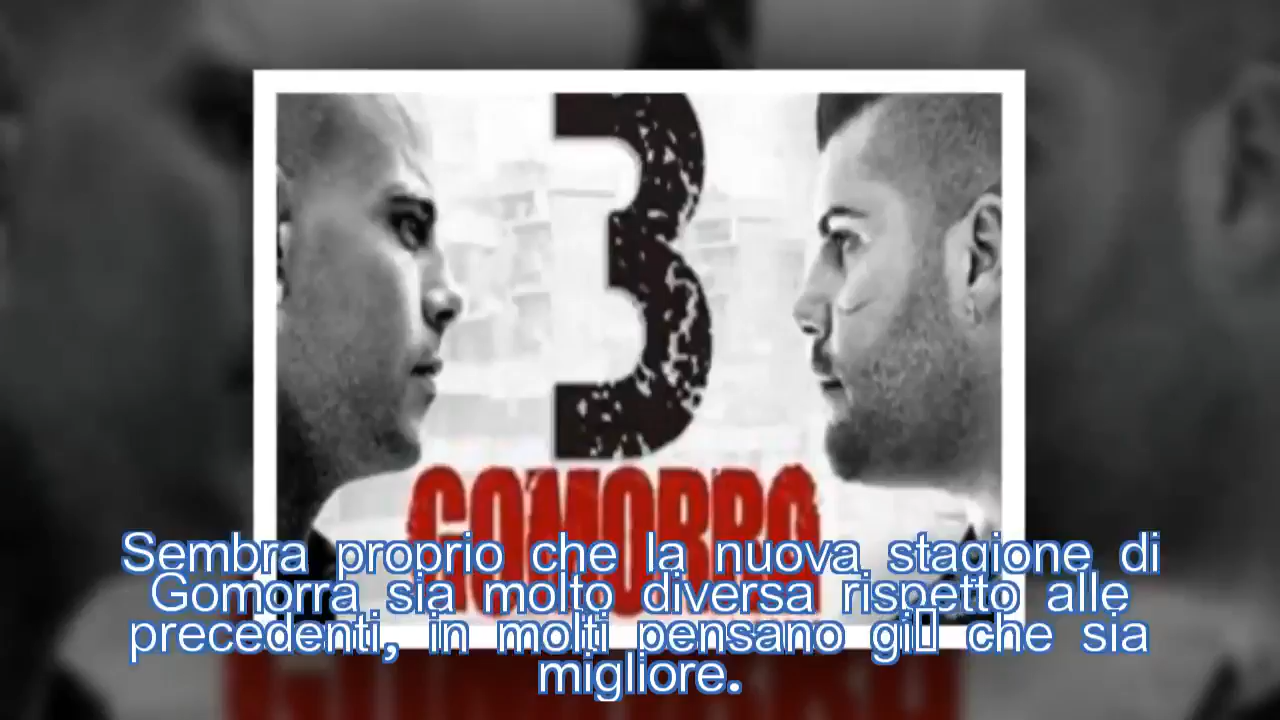 3
GOMORRA
Sembra proprio che la nuova stagione di
Gomorra sia molto diversa rispetto alle
precedenti, in molti pensano gi▯ che sia
migliore.